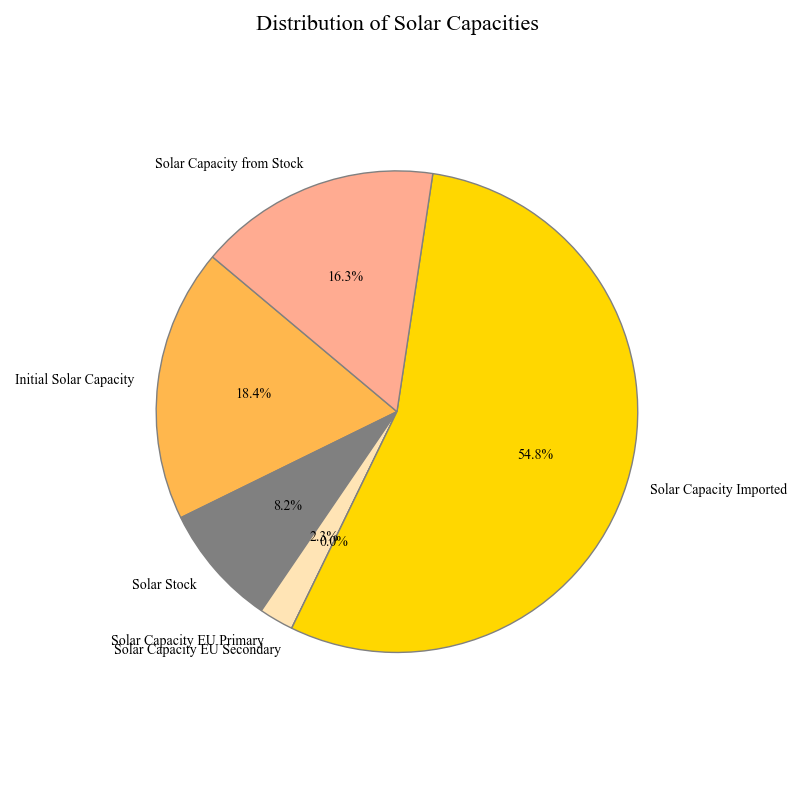 Distribution of Solar Capacities
Solar Capacity from Stock
16.3%
Initial Solar Capacity
18.4%
54.8%
Solar Capacity Imported
8.2%
2.3%
0.0%
Solar Stock
Solar Capacity EU Primary
Solar Capacity EU Secondary